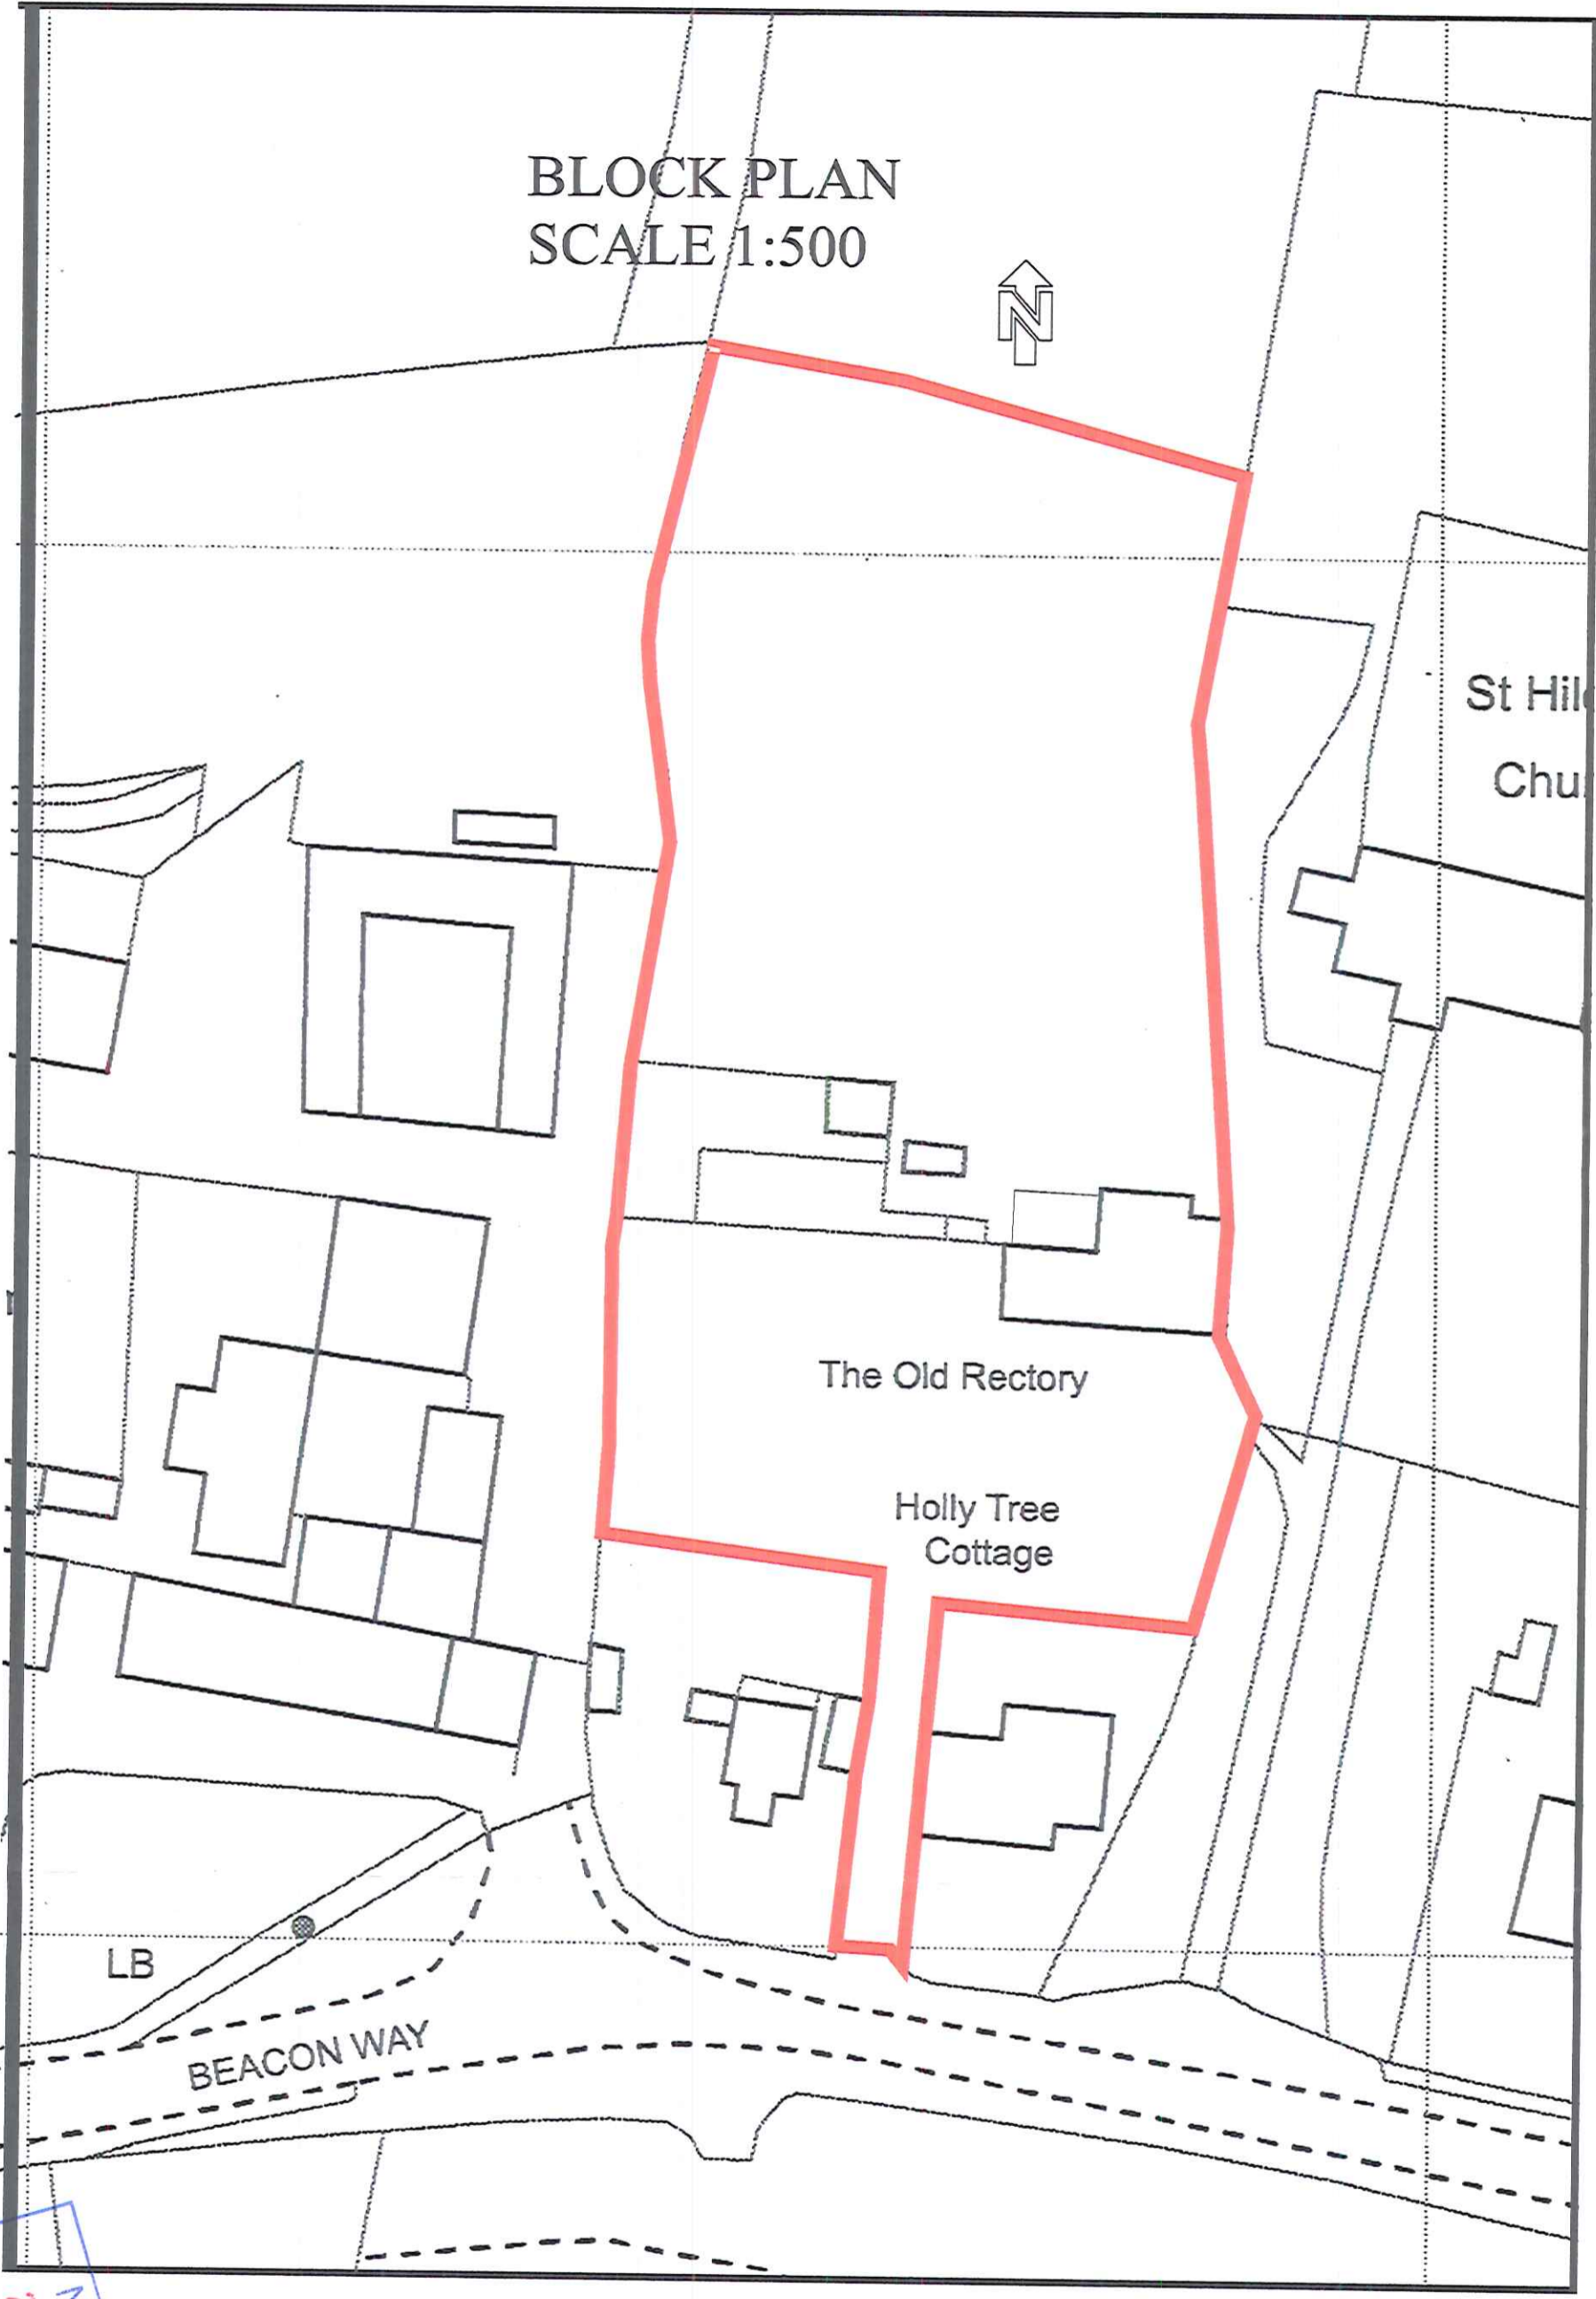 BLOCK PLAN
SCALE 1:500
N
St Hil
Chu
The Old Rectory
Holly Tree
Cottage
LB
BEACON WAY